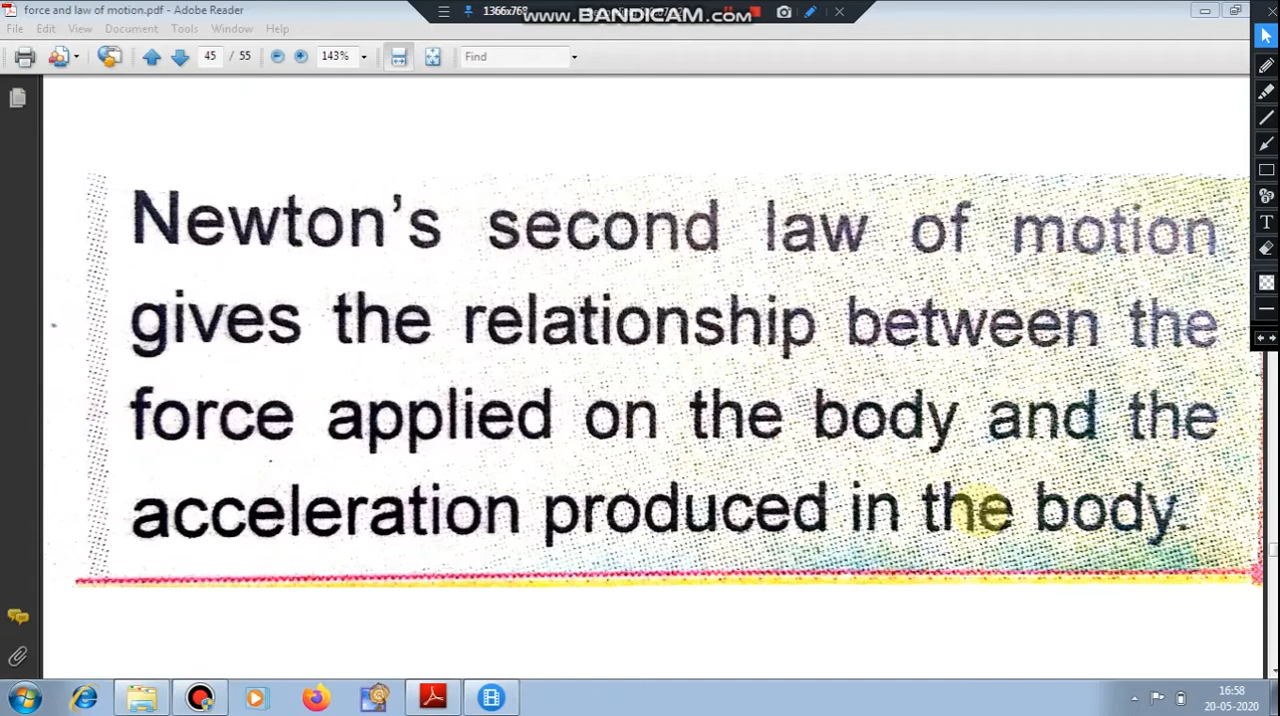 force and law of motion.pdf - Adobe Reader
1366x768
www.BANDICAM.com
File Edit View Document Tools Window Help
45 / 55 143% Find
Newton's second law of motion
gives the relationship between the
force applied on the body and the
acceleration produced in the body.
16:58
20-05-2020